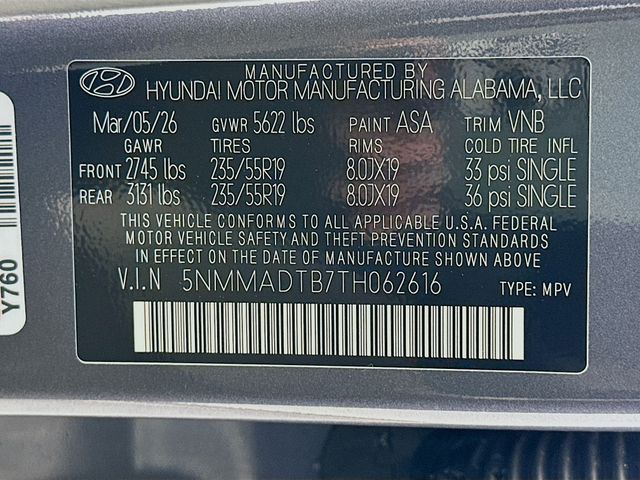 MANUFACTURED BY
HYUNDAI MOTOR MANUFACTURING ALABAMA, LLC
Mar/05/26 GVWR 5622 lbs PAINT ASA TRIM VNB
GAWR TIRES RIMS COLD TIRE INFL
FRONT 2745 lbs 235/55R19 8.0JX19 33 psi SINGLE
REAR 3131 lbs 235/55R19 8.0JX19 36 psi SINGLE
THIS VEHICLE CONFORMS TO ALL APPLICABLE U.S.A. FEDERAL
MOTOR VEHICLE SAFETY AND THEFT PREVENTION STANDARDS
IN EFFECT ON THE DATE OF MANUFACTURE SHOWN ABOVE.
V.I.N 5NMMADTB7TH062616 TYPE: MPV
Y760